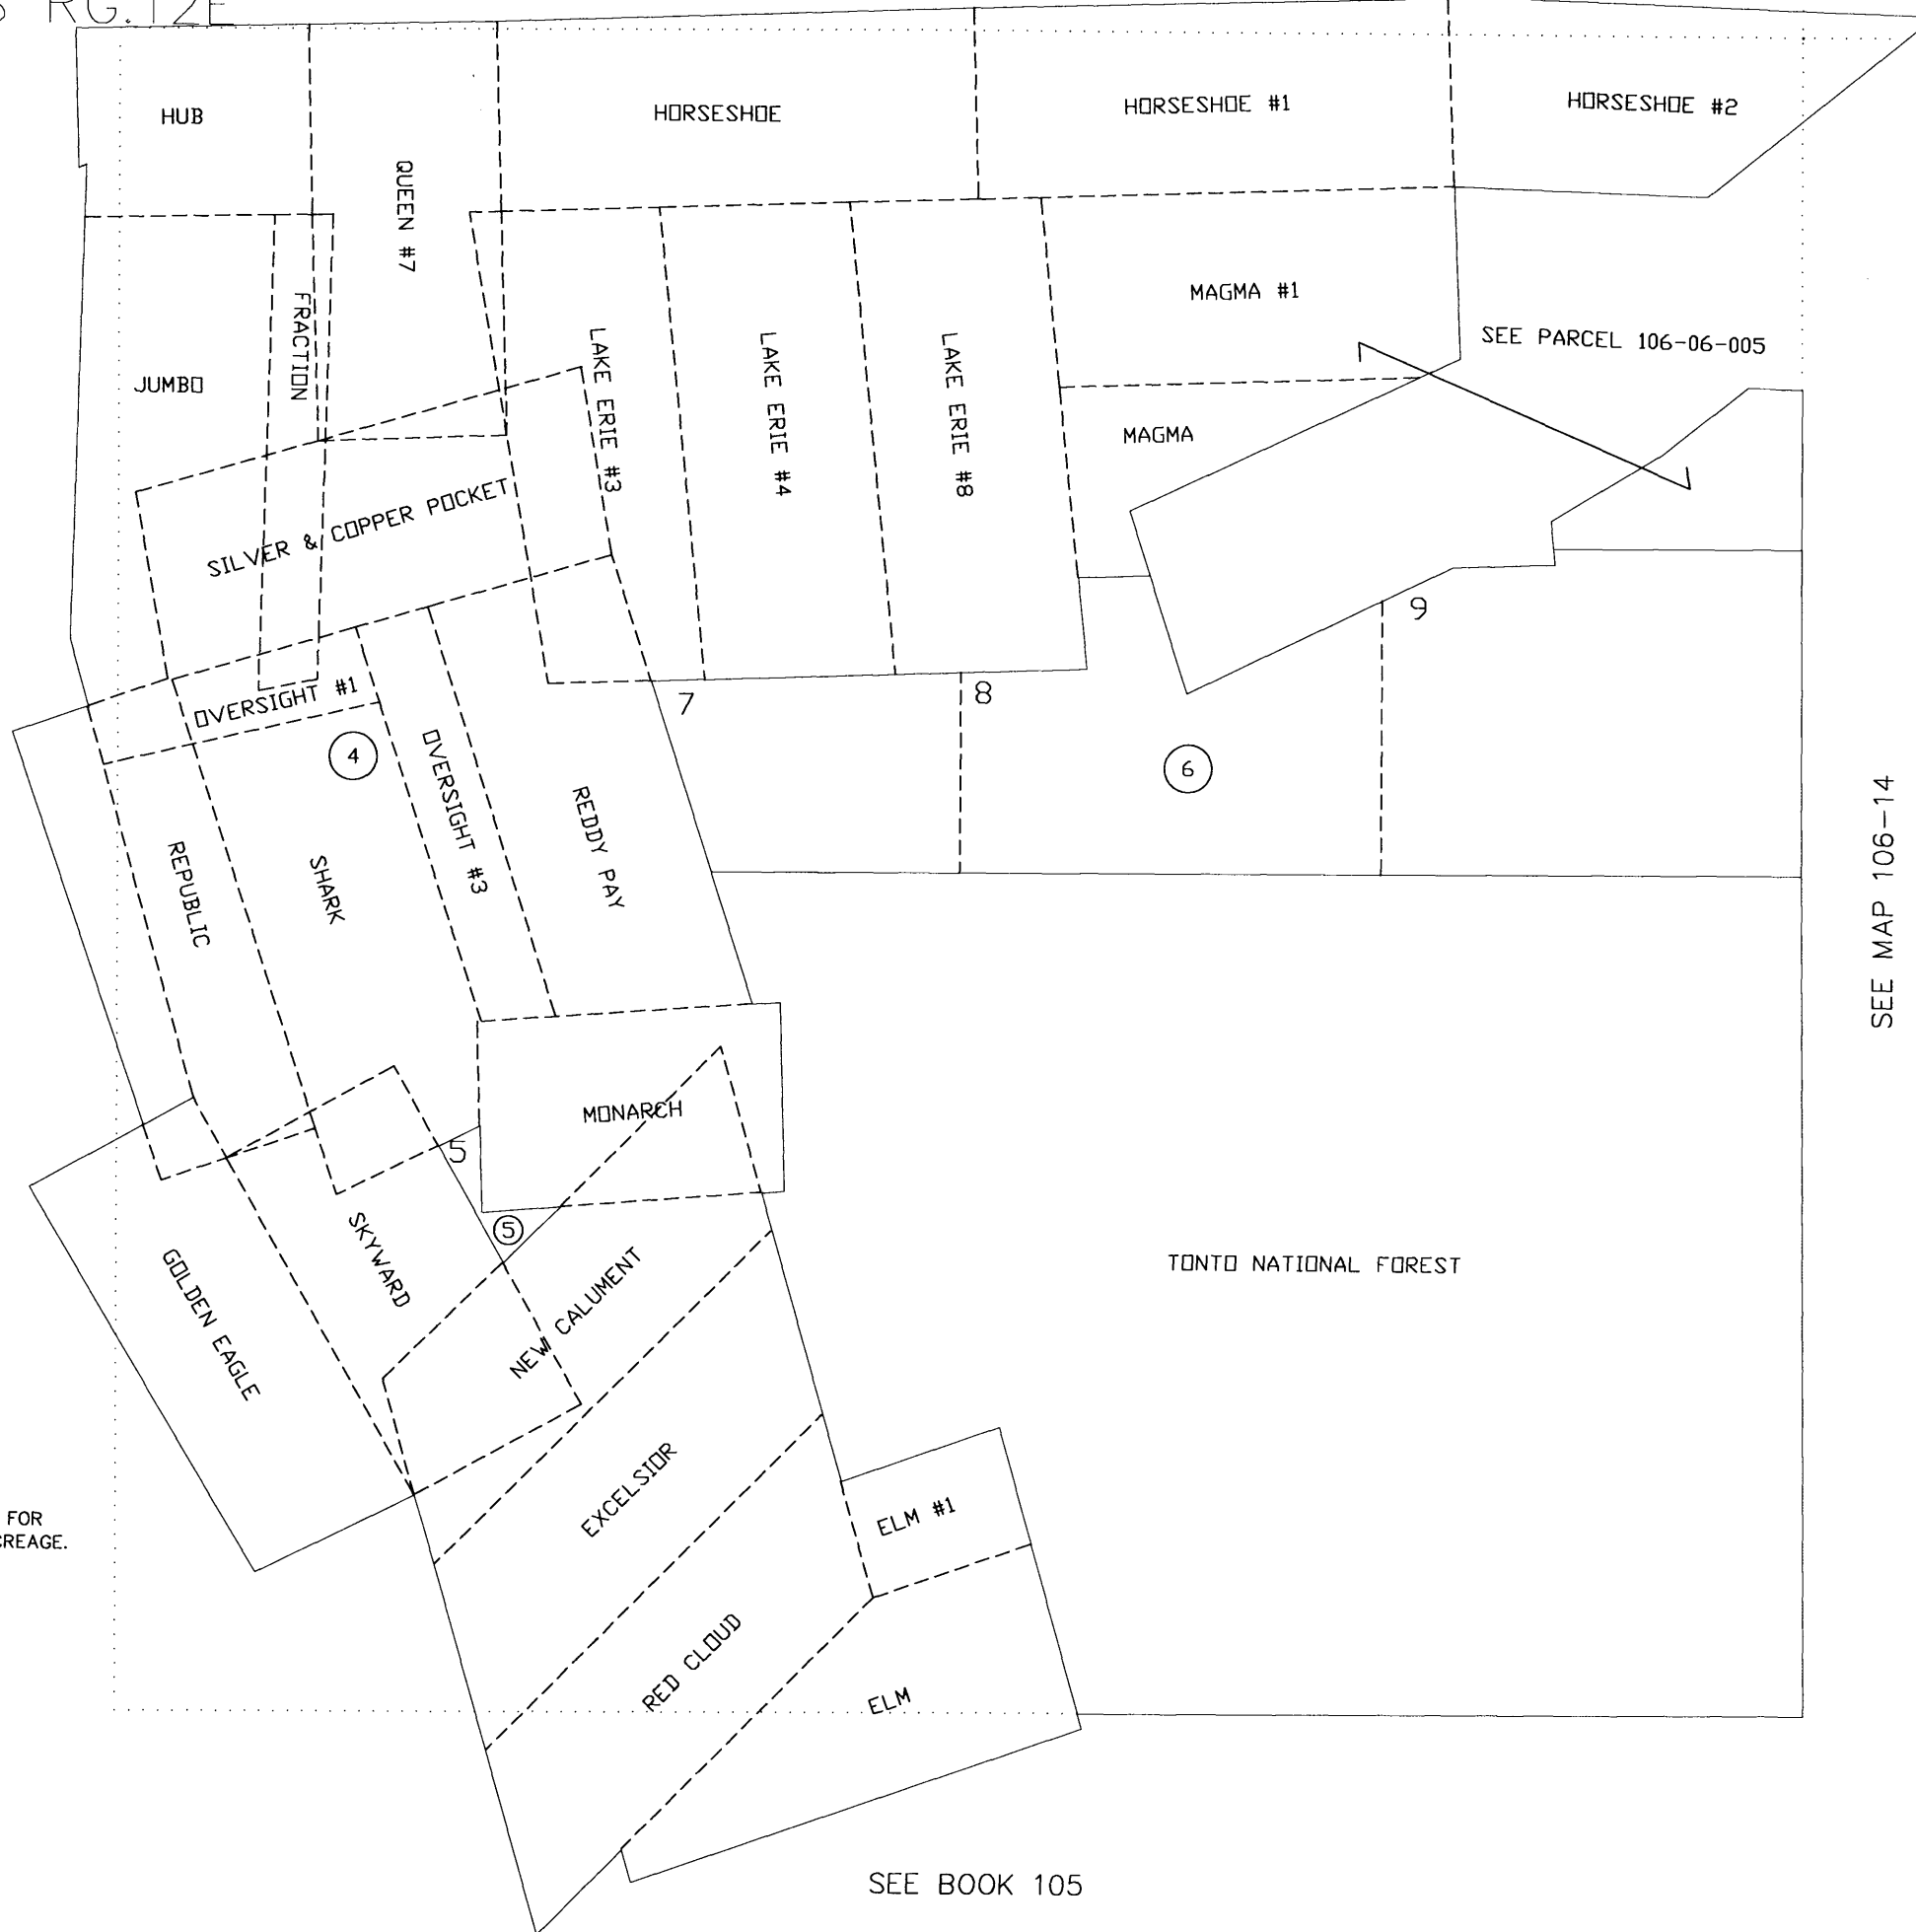 RG.12E
HUB
HORSESHOE
HORSESHOE #1
HORSESHOE #2
QUEEN #7
MAGMA #1
FRACTION
SEE PARCEL 106-06-005
JUMBO
LAKE ERIE #3
LAKE ERIE #4
LAKE ERIE #8
MAGMA
SILVER & COPPER POCKET
9
OVERSIGHT #1
7
8
4
OVERSIGHT #3
6
REDDY PAY
REPUBLIC
SHARK
SEE MAP 106-14
MONARCH
5
5
SKYWARD
GOLDEN EAGLE
NEW CALUMENT
TONTO NATIONAL FOREST
EXCELSIOR
ELM #1
FOR
CREAGE.
RED CLOUD
ELM
SEE BOOK 105